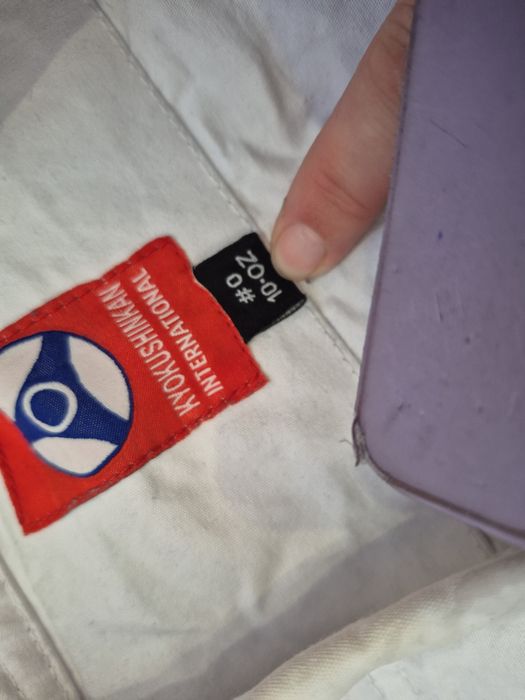 KYOKUSHINKAN
INTERNATIONAL
#0
10-OZ